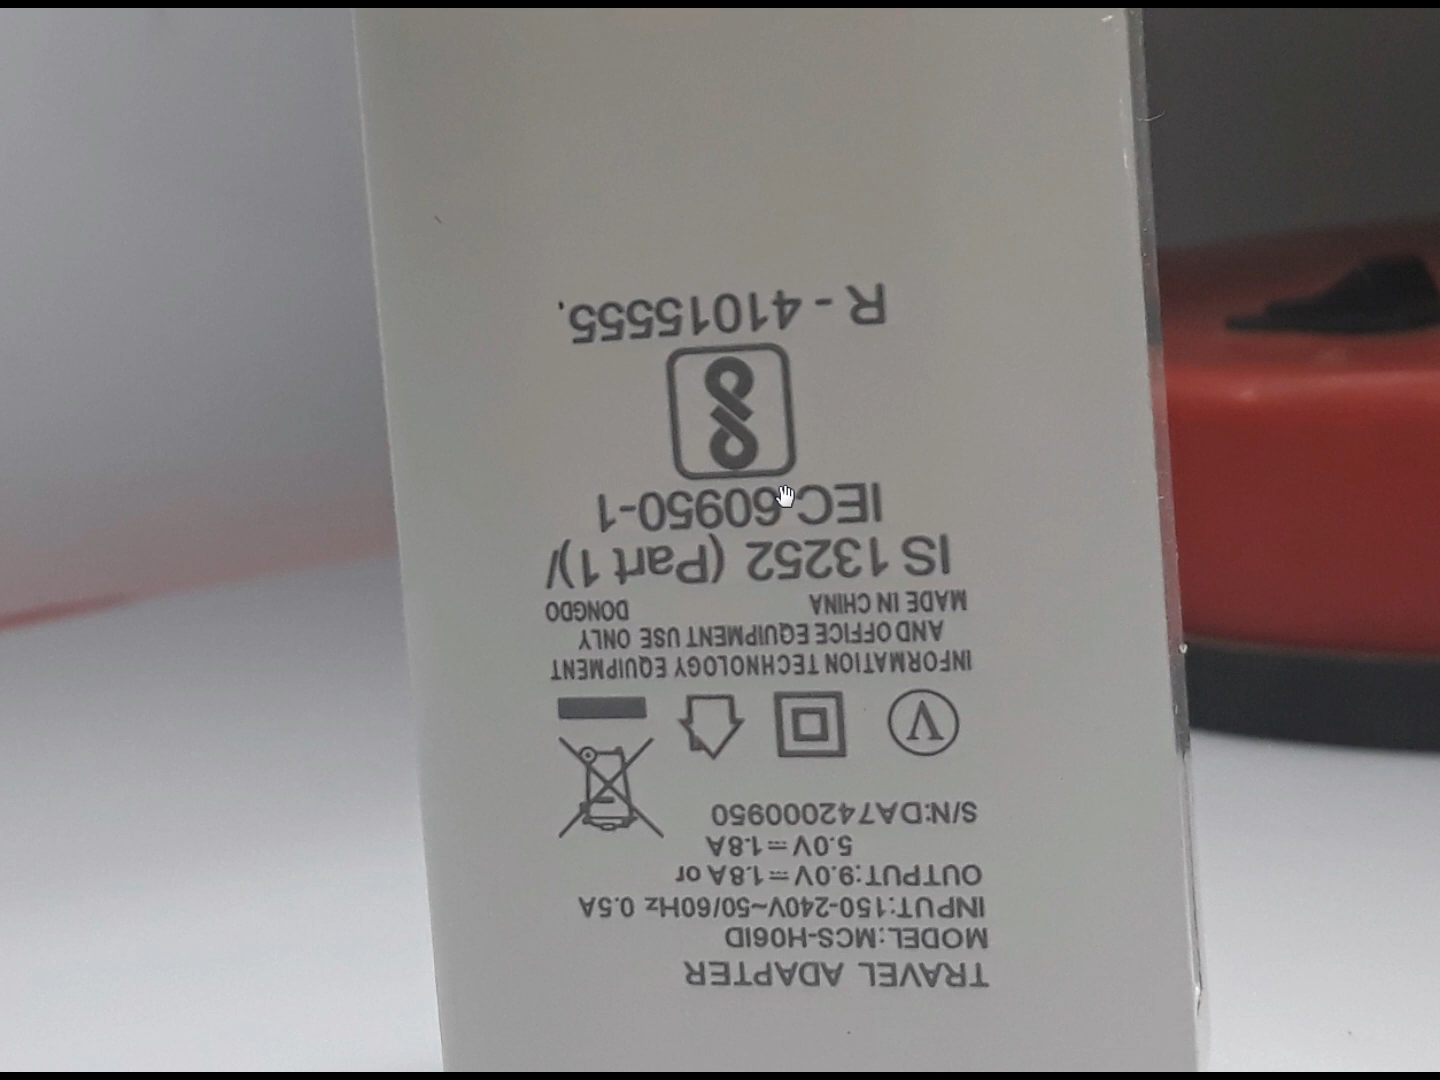 TRAVEL ADAPTER
MODEL:MCS-H06ID
INPUT:150-240V~50/60Hz 0.5A
OUTPUT:9.0V⎓1.8A or
5.0V⎓1.8A
S/N:DA742000950
V
INFORMATION TECHNOLOGY EQUIPMENT
AND OFFICE EQUIPMENT USE ONLY
MADE IN CHINA DONGDO
IS 13252 (Part 1)/
IEC 60950-1
R - 41015555,